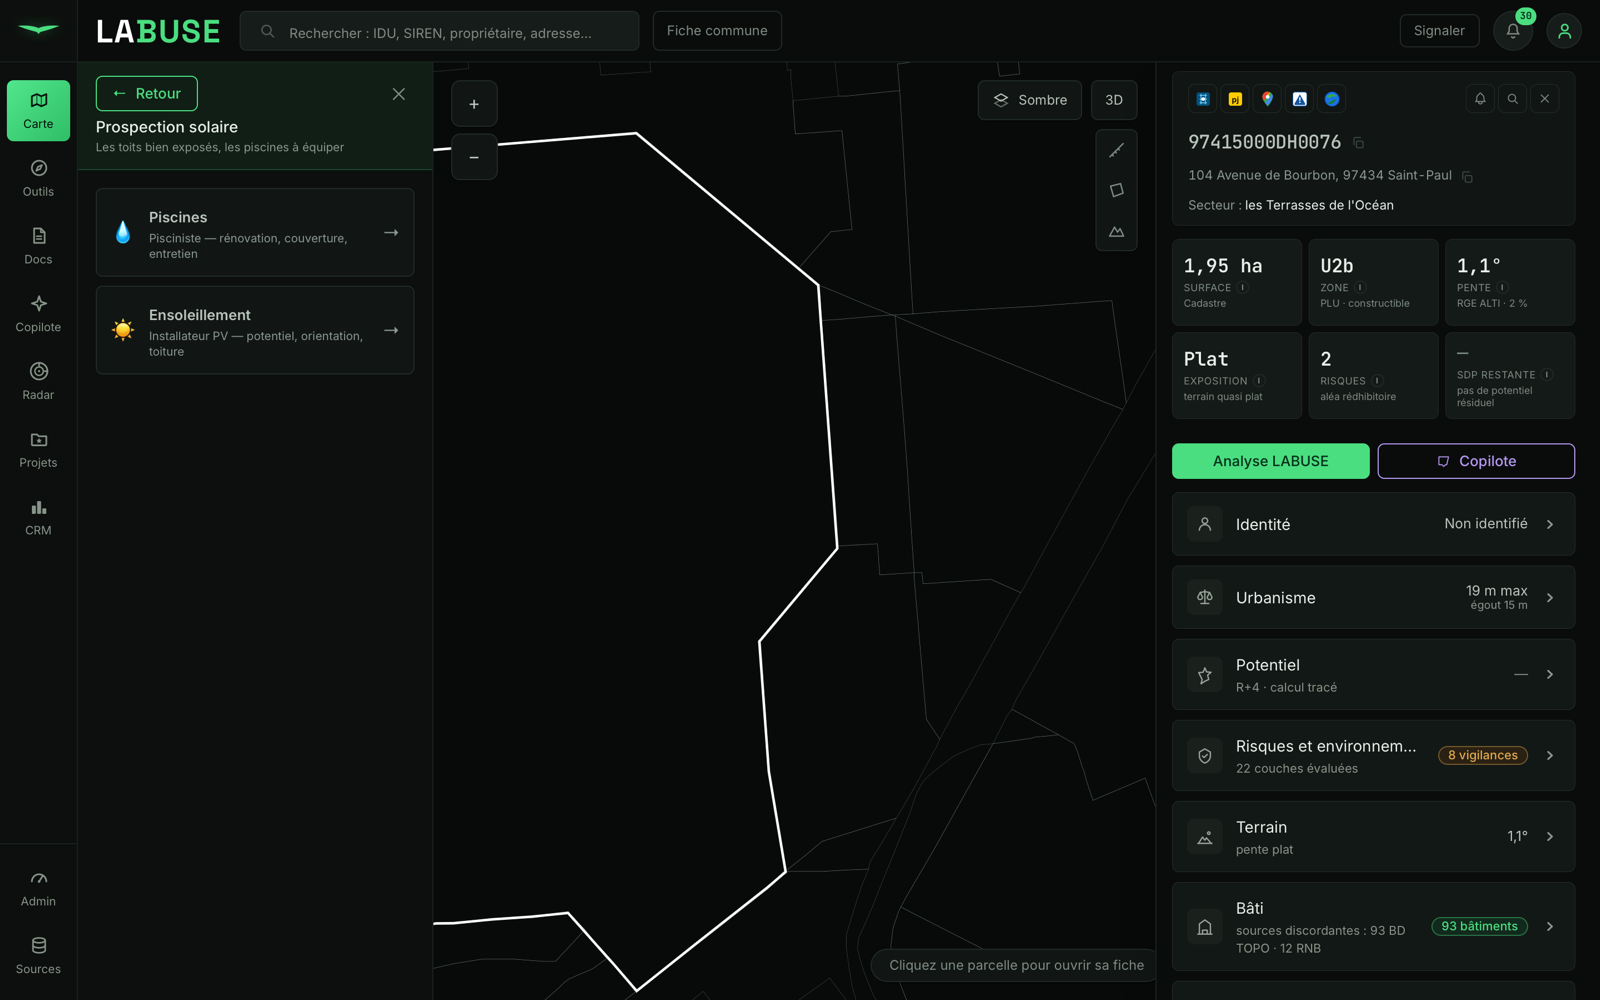 LABUSE
Rechercher : IDU, SIREN, propriétaire, adresse...
Fiche commune
Signaler
30
Carte
Outils
Docs
Copilote
Radar
Projets
CRM
Admin
Sources
← Retour
Prospection solaire
Les toits bien exposés, les piscines à équiper
Piscines
Pisciniste — rénovation, couverture,
entretien
→
Ensoleillement
Installateur PV — potentiel, orientation,
toiture
→
+
−
Sombre
3D
Cliquez une parcelle pour ouvrir sa fiche
pj
97415000DH0076
104 Avenue de Bourbon, 97434 Saint-Paul
Secteur : les Terrasses de l'Océan
1,95 ha
SURFACE
Cadastre
U2b
ZONE
PLU · constructible
1,1°
PENTE
RGE ALTI · 2 %
Plat
EXPOSITION
terrain quasi plat
2
RISQUES
aléa rédhibitoire
—
SDP RESTANTE
pas de potentiel
résiduel
Analyse LABUSE
Copilote
Identité
Non identifié
Urbanisme
19 m max
égout 15 m
Potentiel
R+4 · calcul tracé
—
Risques et environnem...
22 couches évaluées
8 vigilances
Terrain
pente plat
1,1°
Bâti
sources discordantes : 93 BD
TOPO · 12 RNB
93 bâtiments